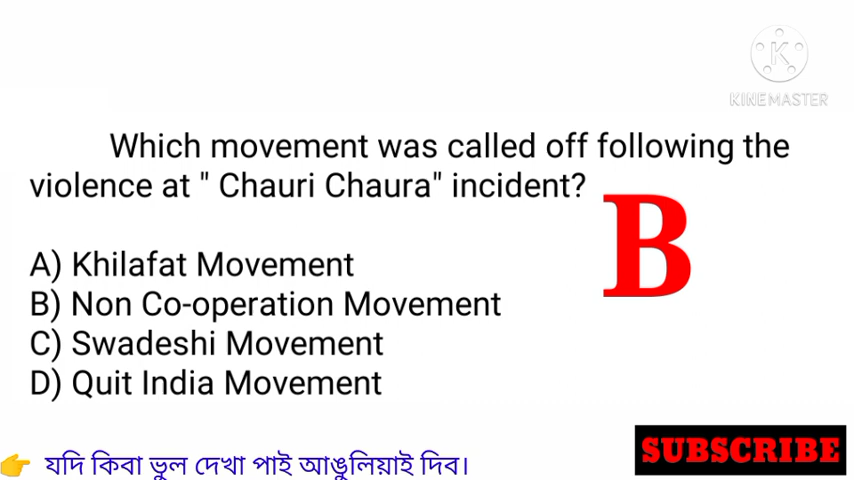 K
KINEMASTER
Which movement was called off following the
violence at " Chauri Chaura" incident?
B
A) Khilafat Movement
B) Non Co-operation Movement
C) Swadeshi Movement
D) Quit India Movement
👉 যদি কিবা ভুল দেখা পাই আঙুলিয়াই দিব।
SUBSCRIBE